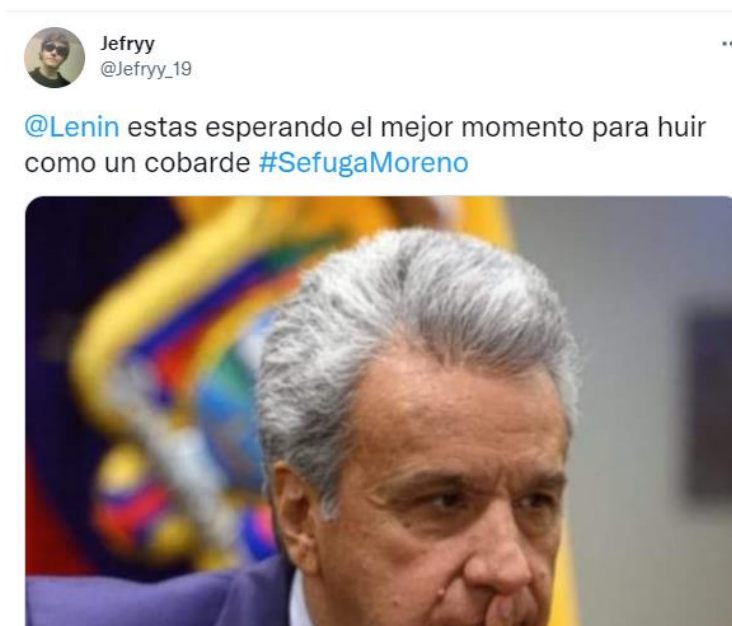 Jefryy
@Jefryy_19
@Lenin estas esperando el mejor momento para huir
como un cobarde #SefugaMoreno